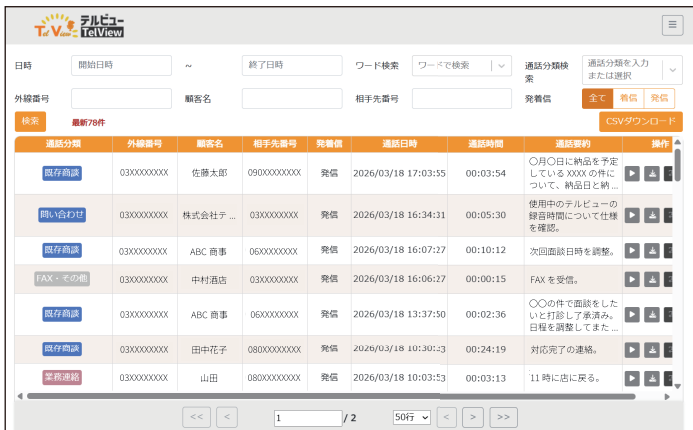 Tel View テルビュー TelView
日時 開始日時 ~ 終了日時 ワード検索 ワードで検索 通話分類検索 通話分類を入力または選択
外線番号 顧客名 相手先番号 発着信 全て 着信 発信
検索 最新78件 CSVダウンロード
通話分類 外線番号 顧客名 相手先番号 発着信 通話日時 通話時間 通話要約 操作
既存商談 03XXXXXXXX 佐藤太郎 090XXXXXXXX 発信 2026/03/18 17:03:55 00:03:54 〇月〇日に納品を予定している XXXX の件について、納品日と納...
問い合わせ 03XXXXXXXX 株式会社テ... 03XXXXXXXX 発信 2026/03/18 16:34:31 00:05:30 使用中のテルビューの録音時間について仕様を確認。
既存商談 03XXXXXXXX ABC 商事 06XXXXXXXX 発信 2026/03/18 16:07:27 00:10:12 次回面談日時を調整。
FAX・その他 03XXXXXXXX 中村酒店 03XXXXXXXX 発信 2026/03/18 16:06:27 00:00:15 FAX を受信。
既存商談 03XXXXXXXX ABC 商事 06XXXXXXXX 発信 2026/03/18 13:37:50 00:02:36 〇〇の件で面談をしたいと打診し了承済み。日程を調整してまた...
既存商談 03XXXXXXXX 田中花子 080XXXXXXXX 発信 2026/03/18 10:30:33 00:24:19 対応完了の連絡。
業務連絡 03XXXXXXXX 山田 080XXXXXXXX 発信 2026/03/18 10:03:53 00:03:13 11 時に店に戻る。
<< < 1 / 2 50行 > >>